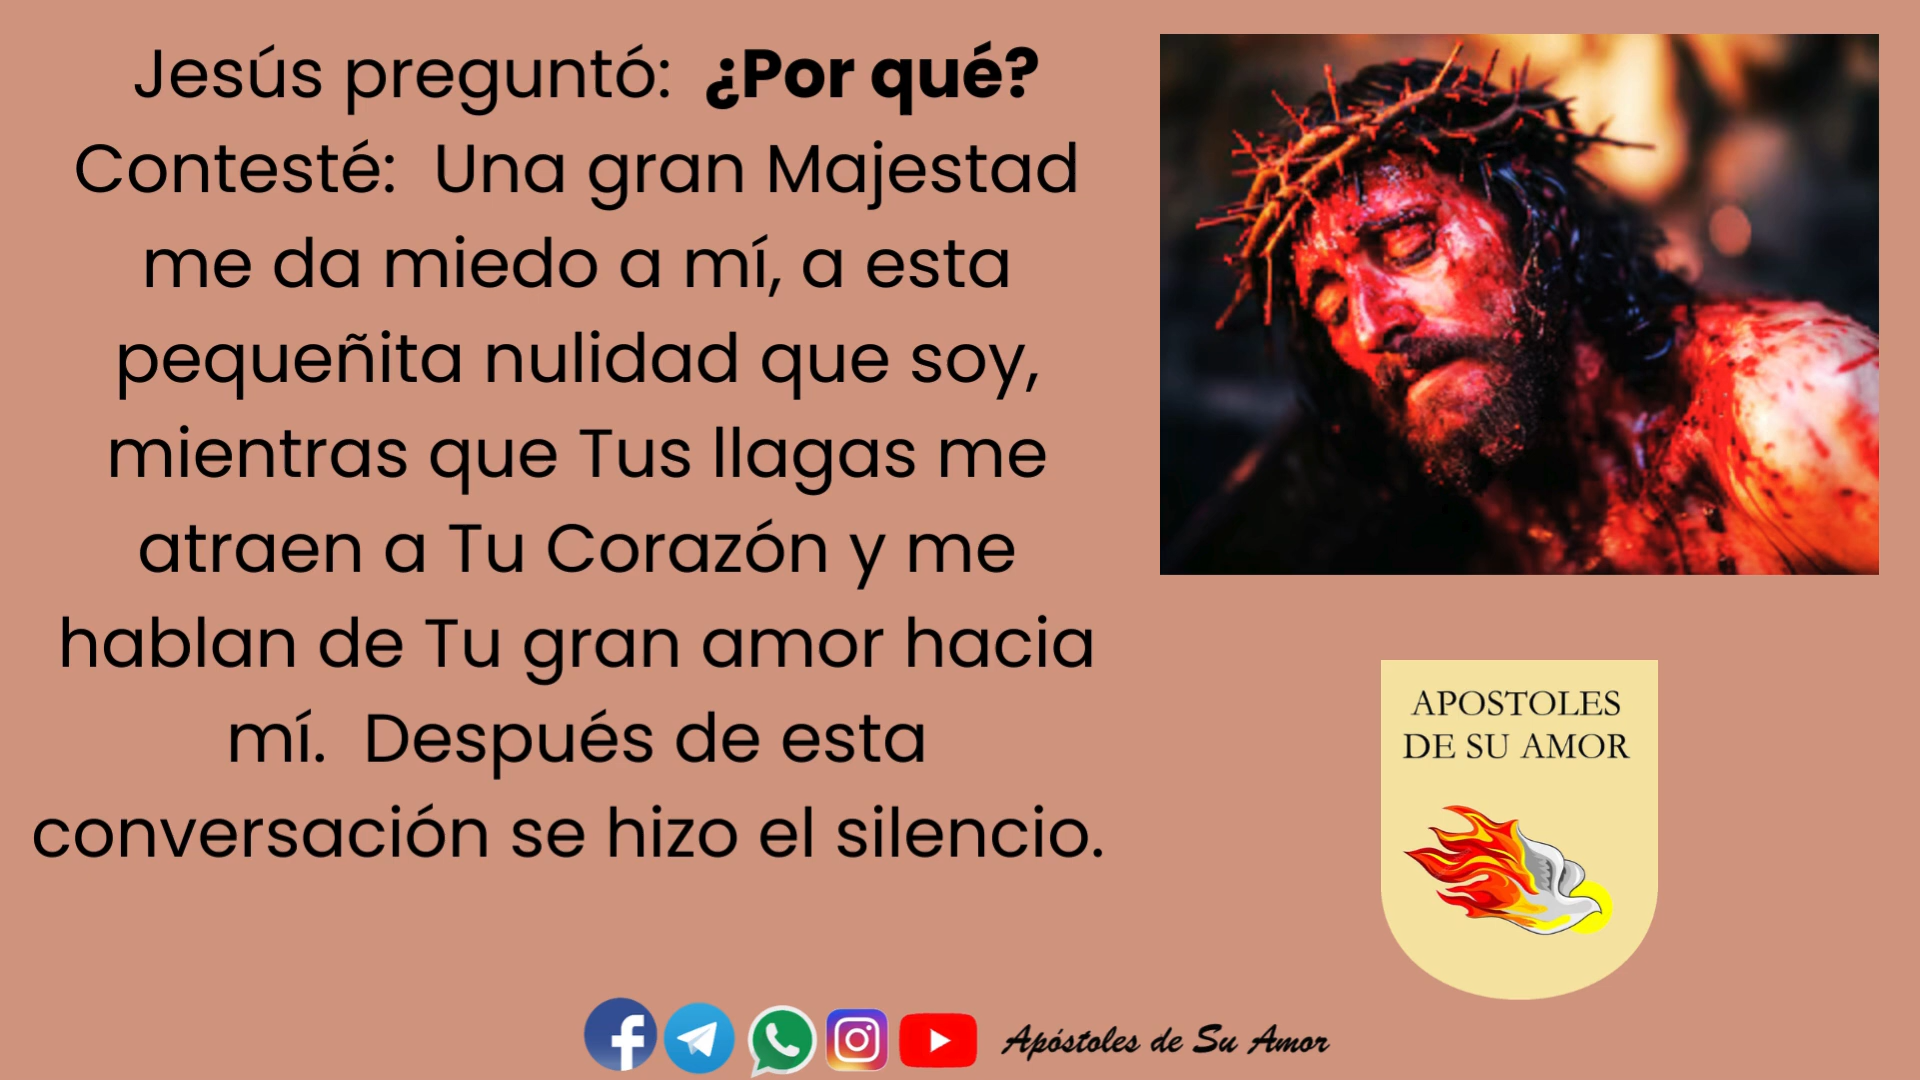 Jesús preguntó:  ¿Por qué?
Contesté:  Una gran Majestad
me da miedo a mí, a esta
pequeñita nulidad que soy,
mientras que Tus llagas me
atraen a Tu Corazón y me
hablan de Tu gran amor hacia
mí.  Después de esta
conversación se hizo el silencio.
APOSTOLES
DE SU AMOR
Apóstoles de Su Amor